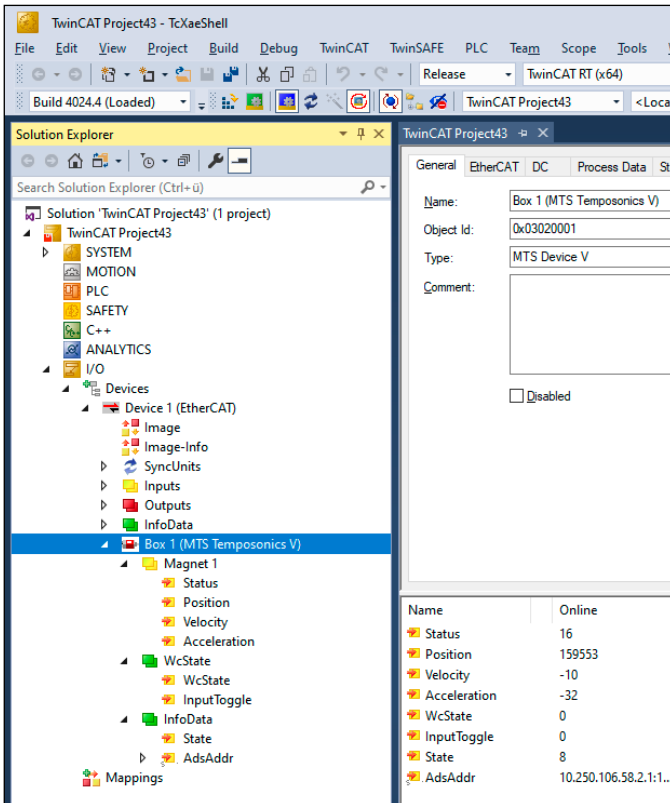 TwinCAT Project43 - TcXaeShell
File Edit View Project Build Debug TwinCAT TwinSAFE PLC Team Scope Tools
Release TwinCAT RT (x64)
Build 4024.4 (Loaded) TwinCAT Project43 <Loca
Solution Explorer
Search Solution Explorer (Ctrl+ü)
Solution 'TwinCAT Project43' (1 project)
TwinCAT Project43
SYSTEM
MOTION
PLC
SAFETY
C++
ANALYTICS
I/O
Devices
Device 1 (EtherCAT)
Image
Image-Info
SyncUnits
Inputs
Outputs
InfoData
Box 1 (MTS Temposonics V)
Magnet 1
Status
Position
Velocity
Acceleration
WcState
WcState
InputToggle
InfoData
State
AdsAddr
Mappings
TwinCAT Project43
General EtherCAT DC Process Data St
Name: Box 1 (MTS Temposonics V)
Object Id: 0x03020001
Type: MTS Device V
Comment:
Disabled
Name Online
Status 16
Position 159553
Velocity -10
Acceleration -32
WcState 0
InputToggle 0
State 8
AdsAddr 10.250.106.58.2.1:1...